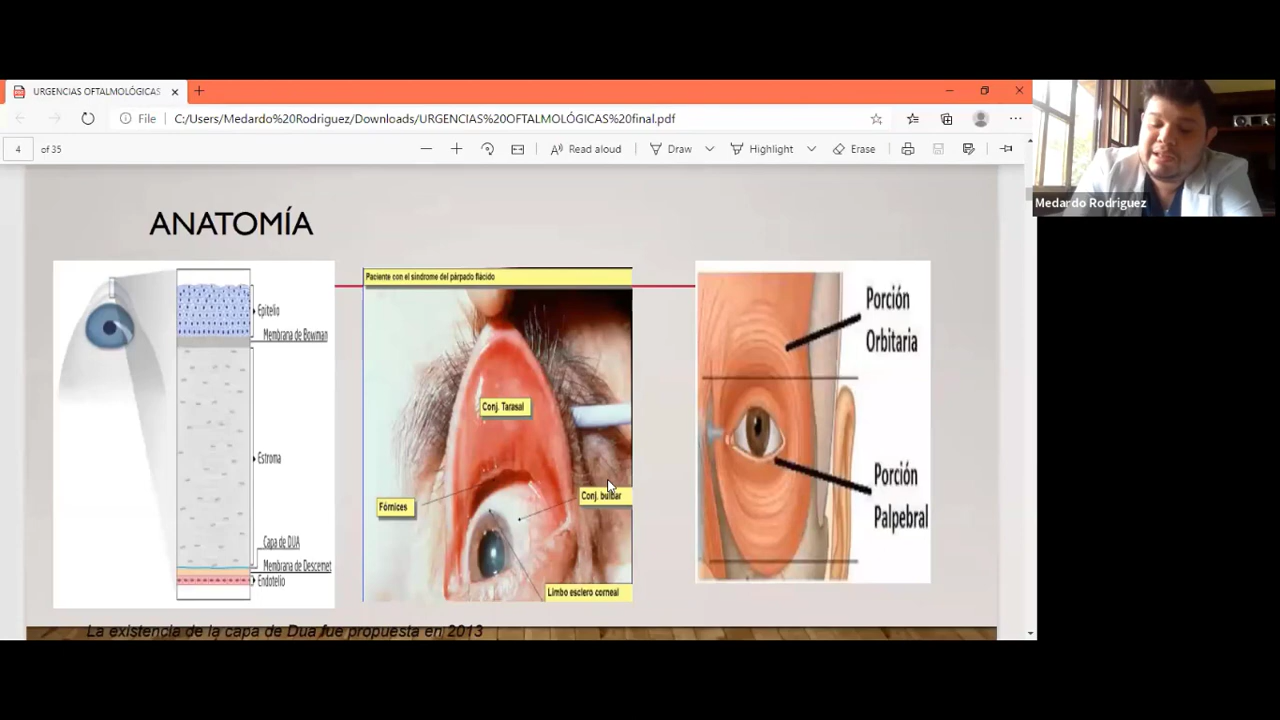 URGENCIAS OFTALMOLÓGICAS
File
C:/Users/Medardo%20Rodriguez/Downloads/URGENCIAS%20OFTALMOLÓGICAS%20final.pdf
4 of 35
Read aloud
Draw
Highlight
Erase
Medardo Rodriguez
ANATOMÍA
Epitelio
Membrana de Bowman
Estroma
Capa de DUA
Membrana de Descemet
Endotelio
Paciente con el síndrome del párpado flácido
Conj. Tarasal
Fórnices
Conj. bulbar
Limbo esclero corneal
Porción
Orbitaria
Porción
Palpebral
La existencia de la capa de Dua fue propuesta en 2013